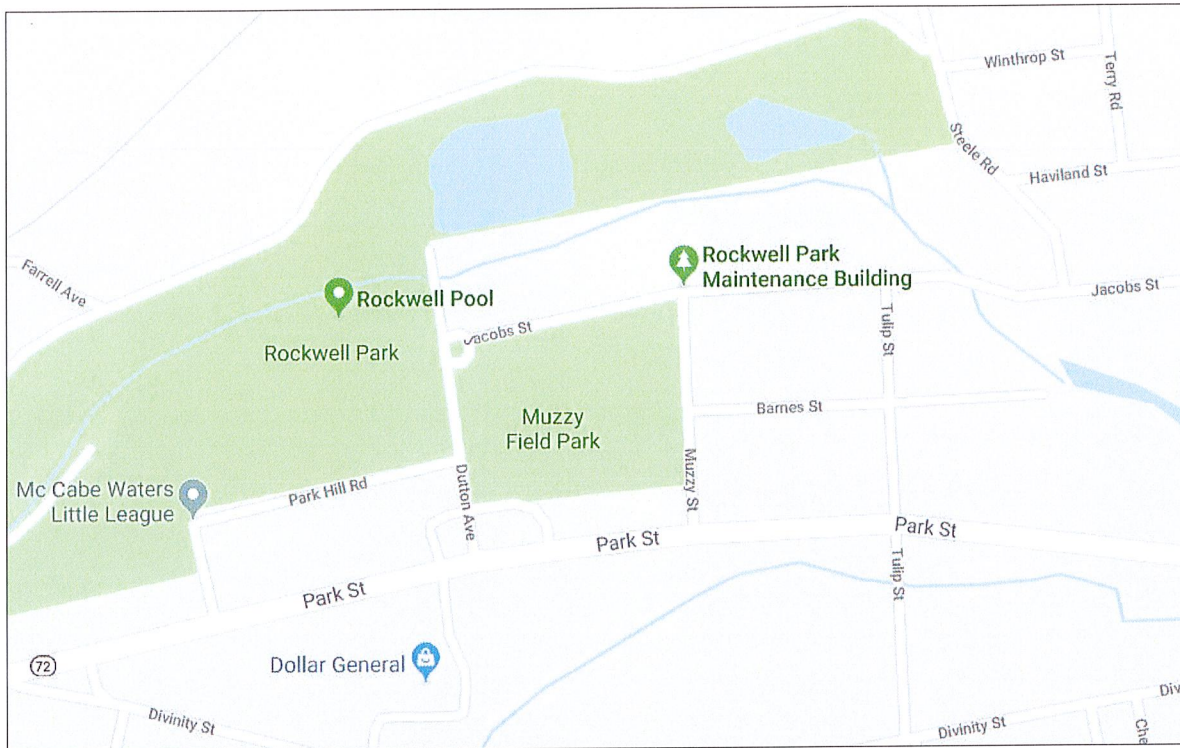 Winthrop St
Terry Rd
Steele Rd
Haviland St
Farrell Ave
Rockwell Park
Maintenance Building
Jacobs St
Rockwell Pool
Tulip St
Jacobs St
Rockwell Park
Muzzy
Field Park
Barnes St
Mc Cabe Waters
Little League
Park Hill Rd
Dutton Ave
Muzzy St
Park St
Park St
Tulip St
Park St
72
Dollar General
Divinity St
Divinity St
Div
Che